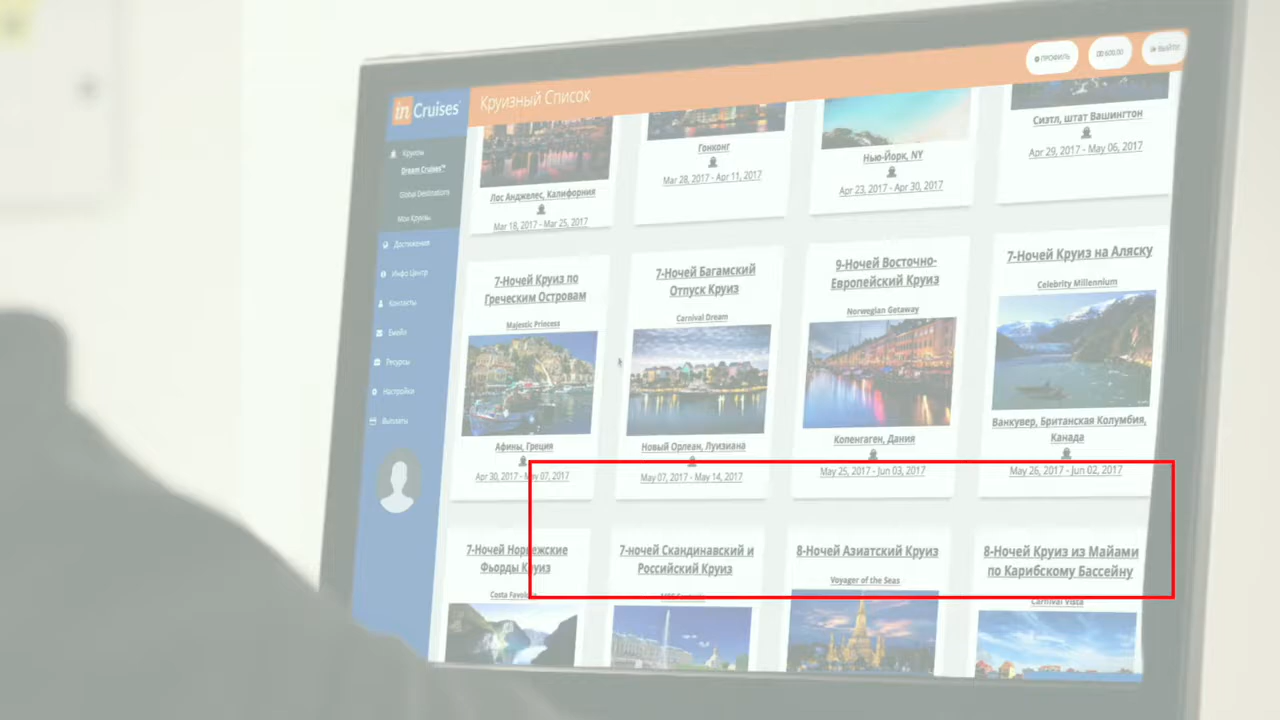 in Cruises
Круизный Список
ПРОФИЛЬ
ВЫЙТИ
Круизы
Dream Cruises™
Global Destinations
Мои Круизы
Достижения
Инфо Центр
Контакты
Ресурсы
Настройки
Лос Анджелес, Калифорния
Mar 18, 2017 - Mar 25, 2017
Гонконг
Mar 28, 2017 - Apr 11, 2017
Нью-Йорк, NY
Apr 23, 2017 - Apr 30, 2017
Сиэтл, штат Вашингтон
Apr 29, 2017 - May 06, 2017
7-Ночей Круиз по
Греческим Островам
Majestic Princess
Афины, Греция
Apr 30, 2017 - May 07, 2017
7-Ночей Багамский
Отпуск Круиз
Carnival Dream
Новый Орлеан, Луизиана
May 07, 2017 - May 14, 2017
9-Ночей Восточно-
Европейский Круиз
Norwegian Getaway
Копенгаген, Дания
May 25, 2017 - Jun 03, 2017
7-Ночей Круиз на Аляску
Celebrity Millennium
Ванкувер, Британская Колумбия,
Канада
May 26, 2017 - Jun 02, 2017
7-Ночей Норвежские
Фьорды Круиз
Costa Favolosa
7-ночей Скандинавский и
Российский Круиз
8-Ночей Азиатский Круиз
Voyager of the Seas
8-Ночей Круиз из Майами
по Карибскому Бассейну
Carnival Vista